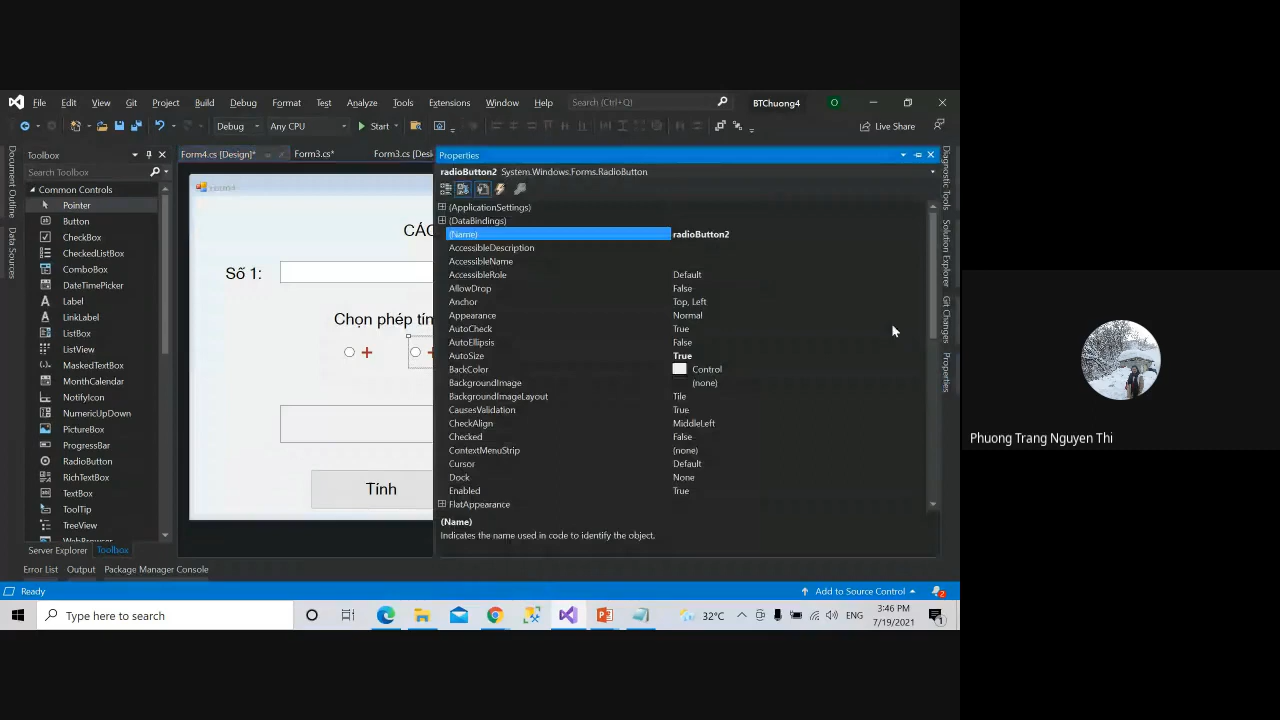 File Edit View Git Project Build Debug Format Test Analyze Tools Extensions Window Help Search (Ctrl+Q) BTChuong4 O
Debug Any CPU Start Live Share
Document Outline
Data Sources
Toolbox
Search Toolbox
Common Controls
Pointer
Button
CheckBox
CheckedListBox
ComboBox
DateTimePicker
Label
LinkLabel
ListBox
ListView
MaskedTextBox
MonthCalendar
NotifyIcon
NumericUpDown
PictureBox
ProgressBar
RadioButton
RichTextBox
TextBox
ToolTip
TreeView
WebBrowser
Server Explorer Toolbox
Form4.cs [Design]* Form3.cs* Form3.cs [Desi
CÁC
Số 1:
Chọn phép tín
+ +
Tính
Properties
radioButton2 System.Windows.Forms.RadioButton
(ApplicationSettings)
(DataBindings)
(Name) radioButton2
AccessibleDescription
AccessibleName
AccessibleRole Default
AllowDrop False
Anchor Top, Left
Appearance Normal
AutoCheck True
AutoEllipsis False
AutoSize True
BackColor Control
BackgroundImage (none)
BackgroundImageLayout Tile
CausesValidation True
CheckAlign MiddleLeft
Checked False
ContextMenuStrip (none)
Cursor Default
Dock None
Enabled True
FlatAppearance
(Name)
Indicates the name used in code to identify the object.
Diagnostic Tools
Solution Explorer
Git Changes
Properties
Error List Output Package Manager Console
Ready Add to Source Control 2
Type here to search 32°C ENG 3:46 PM
7/19/2021 1
Phuong Trang Nguyen Thi